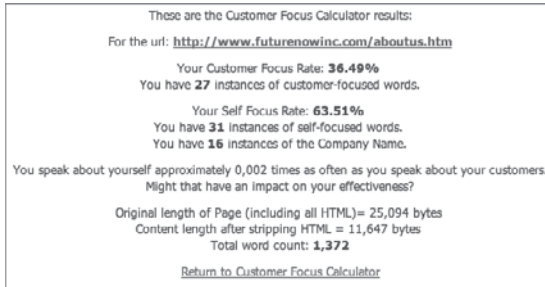 These are the Customer Focus Calculator results:
For the url: http://www.futurenowinc.com/aboutus.htm
Your Customer Focus Rate: 36.49%
You have 27 instances of customer-focused words.
Your Self Focus Rate: 63.51%
You have 31 instances of self-focused words.
You have 16 instances of the Company Name.
You speak about yourself approximately 0,002 times as often as you speak about your customers.
Might that have an impact on your effectiveness?
Original length of Page (including all HTML)= 25,094 bytes
Content length after stripping HTML = 11,647 bytes
Total word count: 1,372
Return to Customer Focus Calculator